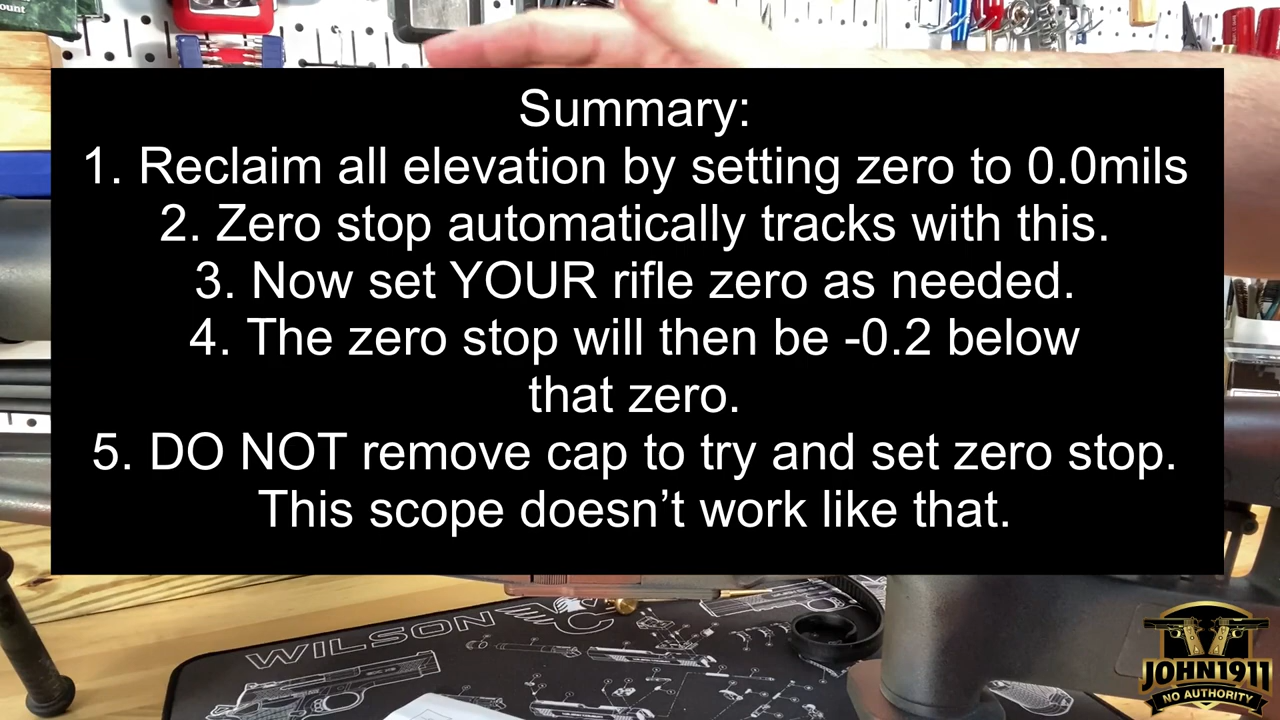 ount
Summary:
1. Reclaim all elevation by setting zero to 0.0mils
2. Zero stop automatically tracks with this.
3. Now set YOUR rifle zero as needed.
4. The zero stop will then be -0.2 below
that zero.
5. DO NOT remove cap to try and set zero stop.
This scope doesn’t work like that.
WILSON
JOHN1911
NO AUTHORITY